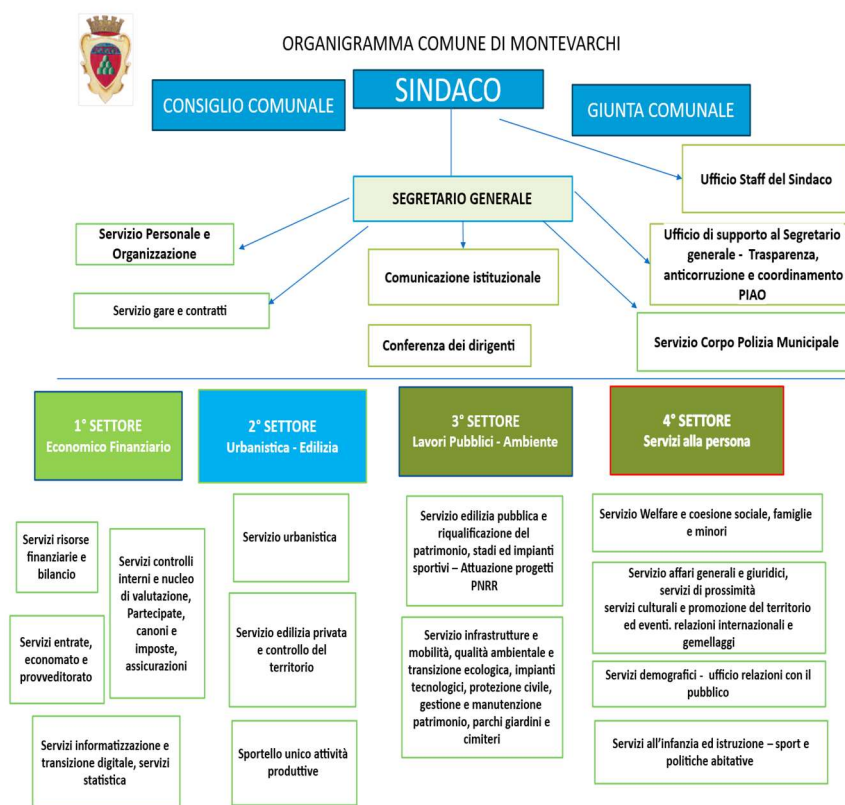 ORGANIGRAMMA COMUNE DI MONTEVARCHI
CONSIGLIO COMUNALE
SINDACO
GIUNTA COMUNALE
Ufficio Staff del Sindaco
SEGRETARIO GENERALE
Servizio Personale e
Organizzazione
Comunicazione istituzionale
Ufficio di supporto al Segretario
generale - Trasparenza,
anticorruzione e coordinamento
PIAO
Servizio gare e contratti
Conferenza dei dirigenti
Servizio Corpo Polizia Municipale
1° SETTORE
Economico Finanziario
2° SETTORE
Urbanistica - Edilizia
3° SETTORE
Lavori Pubblici - Ambiente
4° SETTORE
Servizi alla persona
Servizi risorse
finanziarie e
bilancio
Servizi controlli
interni e nucleo
di valutazione,
Partecipate,
canoni e
imposte,
assicurazioni
Servizi entrate,
economato e
provveditorato
Servizi informatizzazione e
transizione digitale, servizi
statistica
Servizio urbanistica
Servizio edilizia privata
e controllo del
territorio
Sportello unico attività
produttive
Servizio edilizia pubblica e
riqualificazione del
patrimonio, stadi ed impianti
sportivi – Attuazione progetti
PNRR
Servizio infrastrutture e
mobilità, qualità ambientale e
transizione ecologica, impianti
tecnologici, protezione civile,
gestione e manutenzione
patrimonio, parchi giardini e
cimiteri
Servizio Welfare e coesione sociale, famiglie
e minori
Servizio affari generali e giuridici,
servizi di prossimità
servizi culturali e promozione del territorio
ed eventi. relazioni internazionali e
gemellaggi
Servizi demografici - ufficio relazioni con il
pubblico
Servizi all'infanzia ed istruzione – sport e
politiche abitative